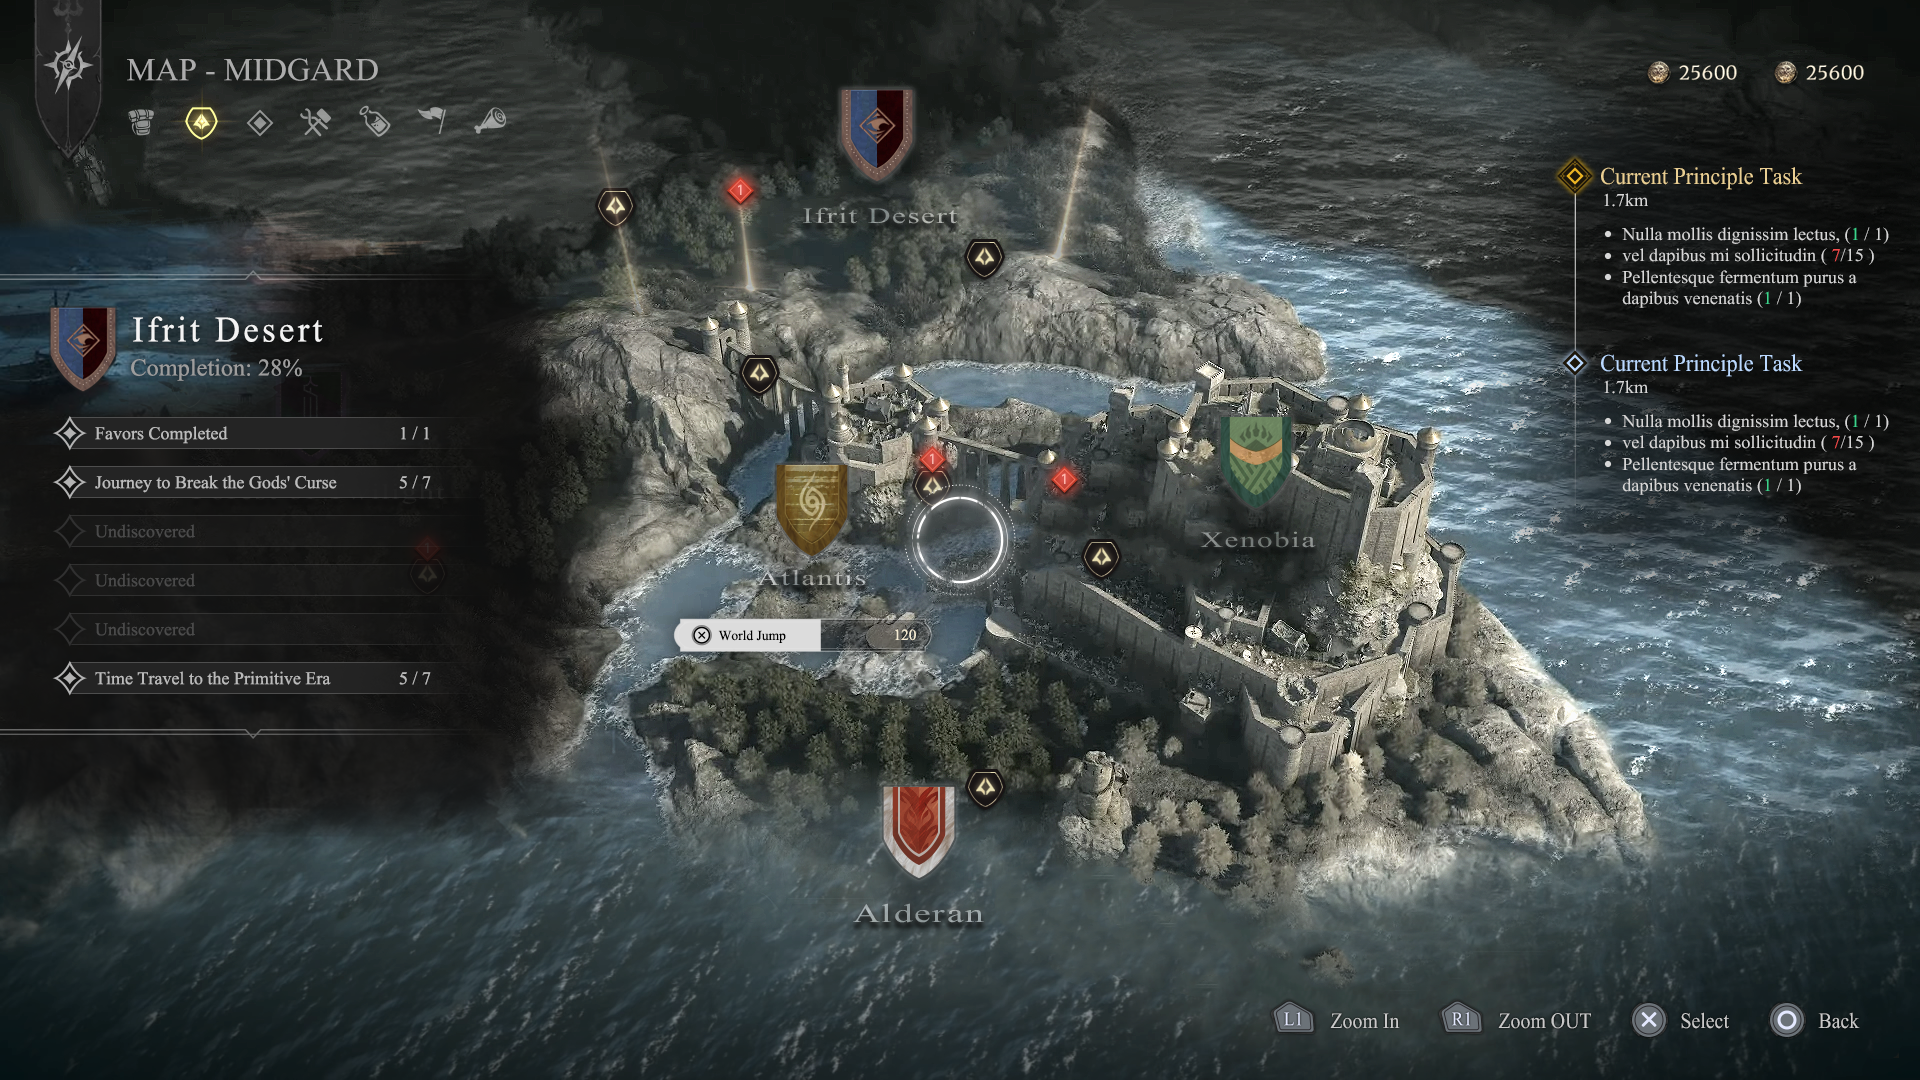 MAP - MIDGARD
25600
25600
1
Ifrit Desert
Current Principle Task
1.7km
Nulla mollis dignissim lectus, (1 / 1)
vel dapibus mi sollicitudin ( 7/15 )
Pellentesque fermentum purus a
dapibus venenatis (1 / 1)
Current Principle Task
1.7km
Nulla mollis dignissim lectus, (1 / 1)
vel dapibus mi sollicitudin ( 7/15 )
Pellentesque fermentum purus a
dapibus venenatis (1 / 1)
Ifrit Desert
Completion: 28%
Favors Completed 1 / 1
Journey to Break the Gods' Curse 5 / 7
Undiscovered
Undiscovered
Undiscovered
Time Travel to the Primitive Era 5 / 7
1
1
1
Xenobia
Atlantis
World Jump 120
Alderan
L1 Zoom In R1 Zoom OUT Select Back